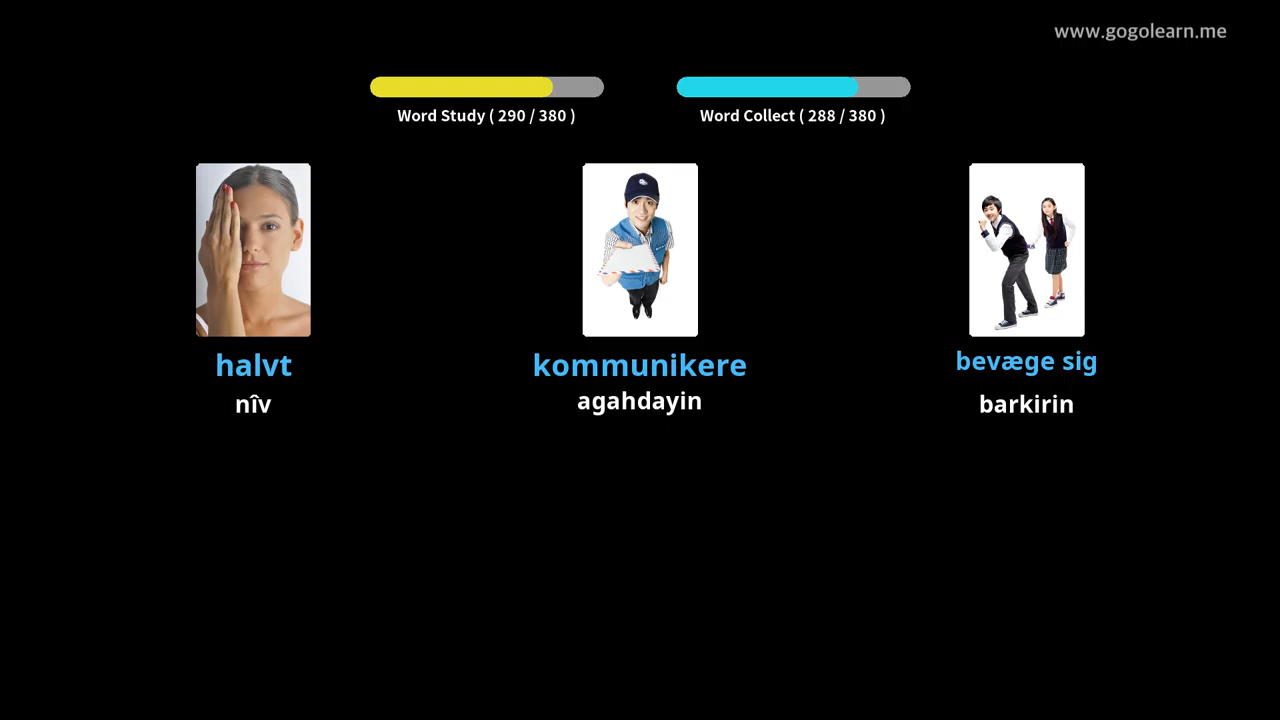 www.gogolearn.me
Word Study ( 290 / 380 )
Word Collect ( 288 / 380 )
halvt
nîv
kommunikere
agahdayin
bevæge sig
barkirin